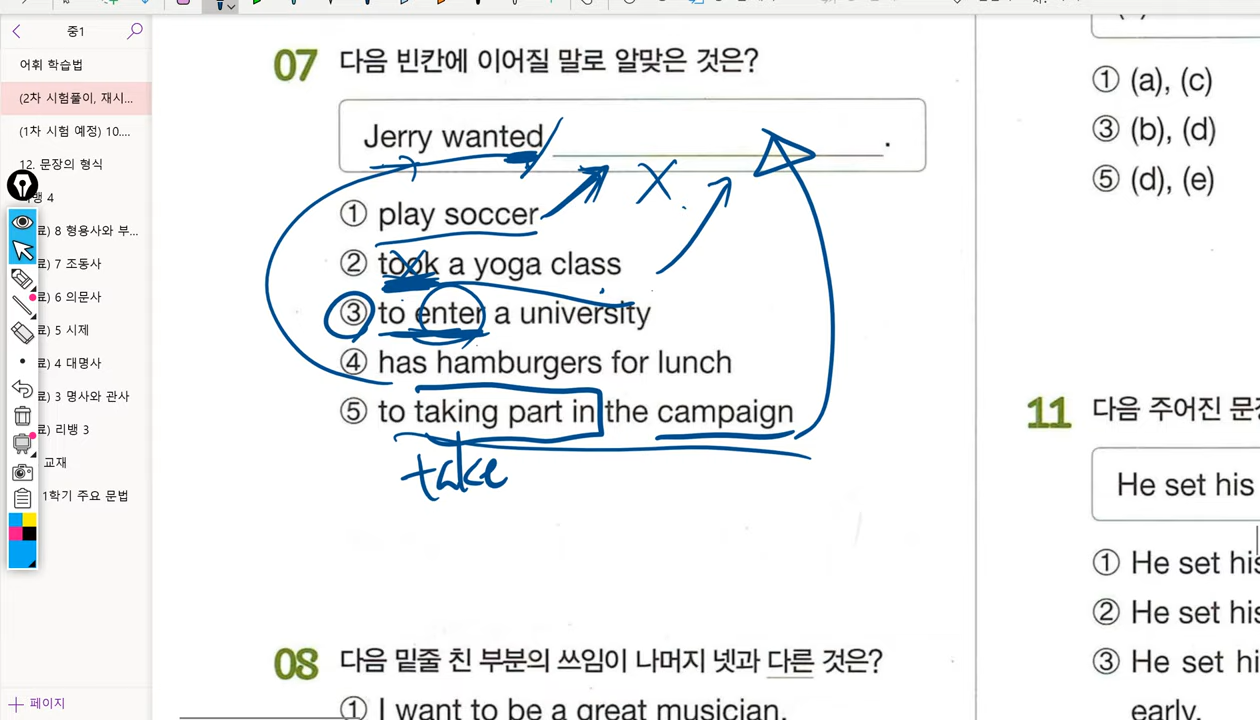 중1
어휘 학습법
(2차 시험풀이, 재시...
(1차 시험 예정) 10....
12. 문장의 형식
4
료) 8 형용사와 부...
료) 7 조동사
료) 6 의문사
료) 5 시제
료) 4 대명사
료) 3 명사와 관사
료) 리뱅 3
교재
1학기 주요 문법
페이지
07 다음 빈칸에 이어질 말로 알맞은 것은?
Jerry wanted ____________.
X
① play soccer
② took a yoga class
③ to enter a university
④ has hamburgers for lunch
⑤ to taking part in the campaign
take
08 다음 밑줄 친 부분의 쓰임이 나머지 넷과 다른 것은?
① I want to be a great musician.
① (a), (c)
③ (b), (d)
⑤ (d), (e)
11 다음 주어진 문장
He set his
① He set his
② He set his
③ He set hi
early.